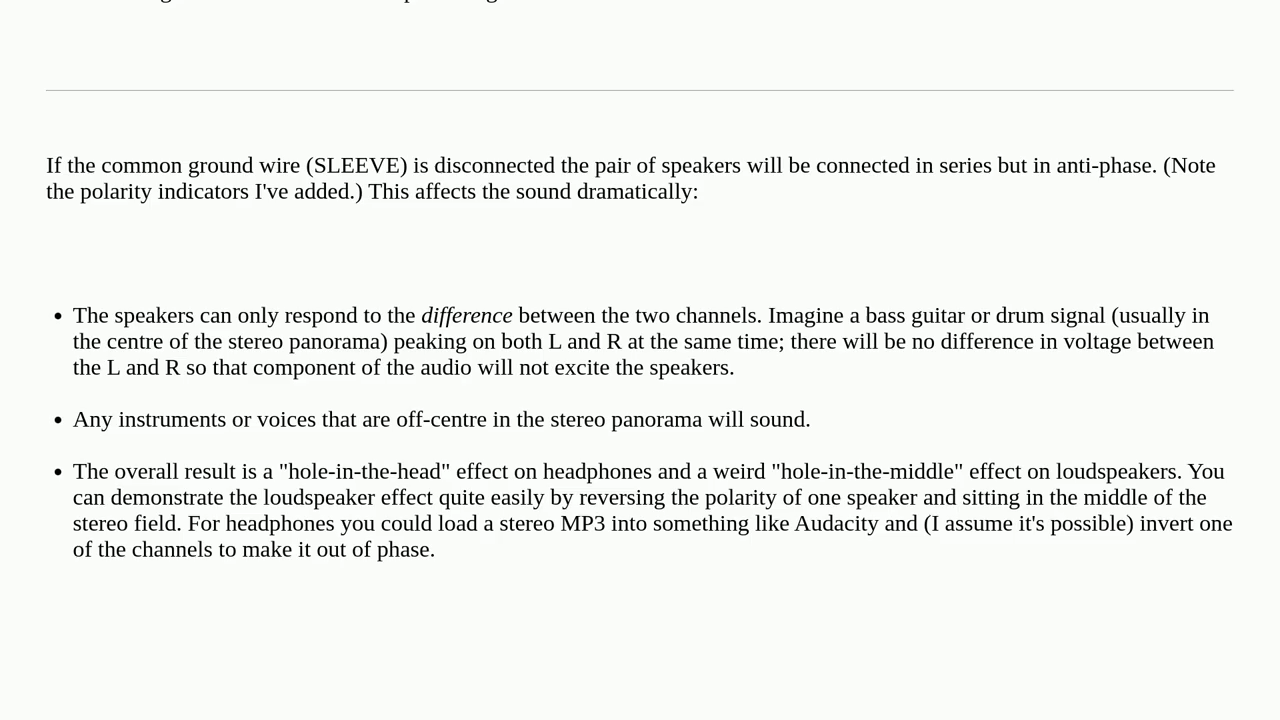 If the common ground wire (SLEEVE) is disconnected the pair of speakers will be connected in series but in anti-phase. (Note
the polarity indicators I've added.) This affects the sound dramatically:
• The speakers can only respond to the difference between the two channels. Imagine a bass guitar or drum signal (usually in
the centre of the stereo panorama) peaking on both L and R at the same time; there will be no difference in voltage between
the L and R so that component of the audio will not excite the speakers.
• Any instruments or voices that are off-centre in the stereo panorama will sound.
• The overall result is a "hole-in-the-head" effect on headphones and a weird "hole-in-the-middle" effect on loudspeakers. You
can demonstrate the loudspeaker effect quite easily by reversing the polarity of one speaker and sitting in the middle of the
stereo field. For headphones you could load a stereo MP3 into something like Audacity and (I assume it's possible) invert one
of the channels to make it out of phase.